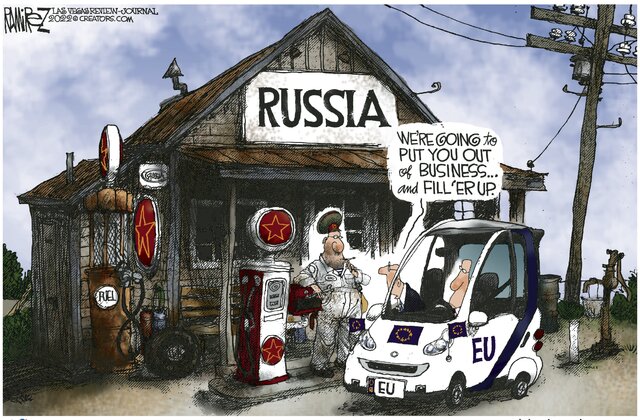 RAMIREZ
LAS VEGAS REVIEW-JOURNAL
2022© CREATORS.COM
RUSSIA
WE'RE GOING to
PUT YOU OUT
of BUSINESS...
and FILL 'ER UP.
FUEL
EU
EU